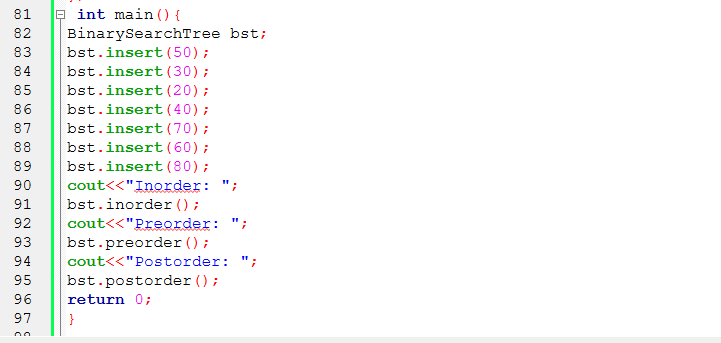 81 int main(){
82 BinarySearchTree bst;
83 bst.insert(50);
84 bst.insert(30);
85 bst.insert(20);
86 bst.insert(40);
87 bst.insert(70);
88 bst.insert(60);
89 bst.insert(80);
90 cout<<"Inorder: ";
91 bst.inorder();
92 cout<<"Preorder: ";
93 bst.preorder();
94 cout<<"Postorder: ";
95 bst.postorder();
96 return 0;
97 }